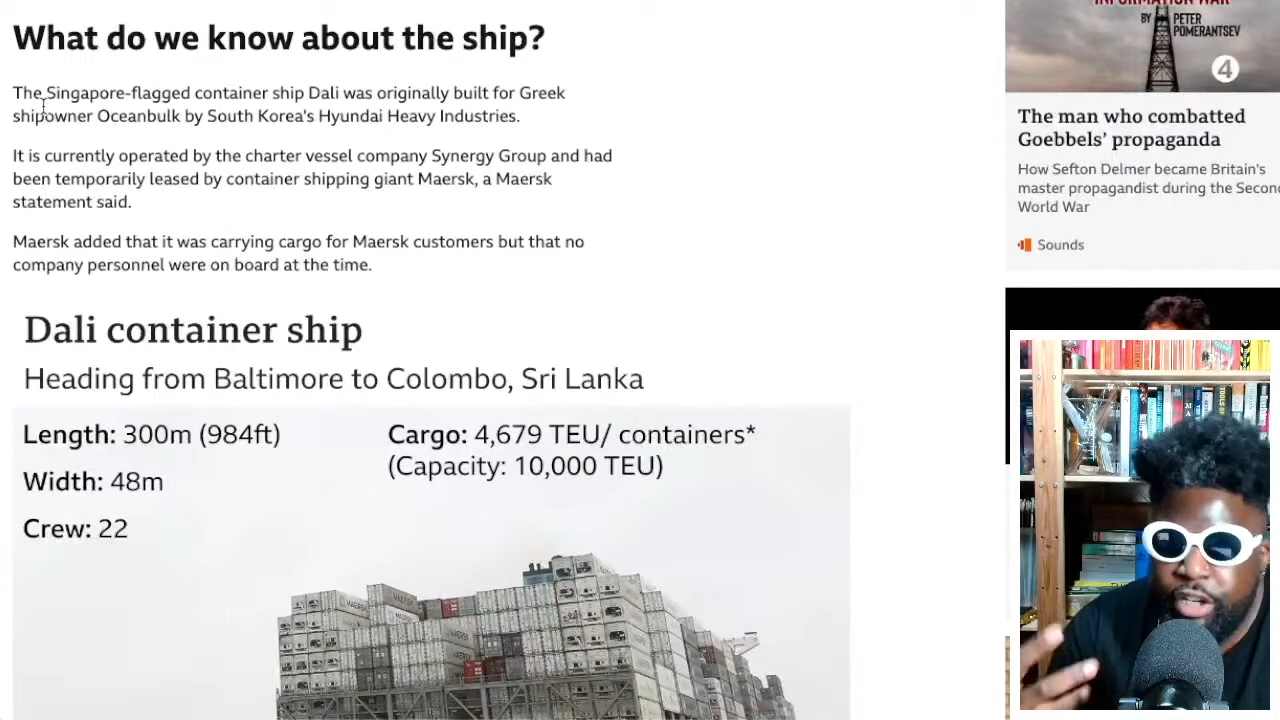 What do we know about the ship?
The Singapore-flagged container ship Dali was originally built for Greek
shipowner Oceanbulk by South Korea's Hyundai Heavy Industries.
It is currently operated by the charter vessel company Synergy Group and had
been temporarily leased by container shipping giant Maersk, a Maersk
statement said.
Maersk added that it was carrying cargo for Maersk customers but that no
company personnel were on board at the time.
Dali container ship
Heading from Baltimore to Colombo, Sri Lanka
Length: 300m (984ft)
Width: 48m
Crew: 22
Cargo: 4,679 TEU/ containers*
(Capacity: 10,000 TEU)
INFORMATION WAR
BY PETER
POMERANTSEV
4
The man who combatted
Goebbels' propaganda
How Sefton Delmer became Britain's
master propagandist during the Second
World War
Sounds